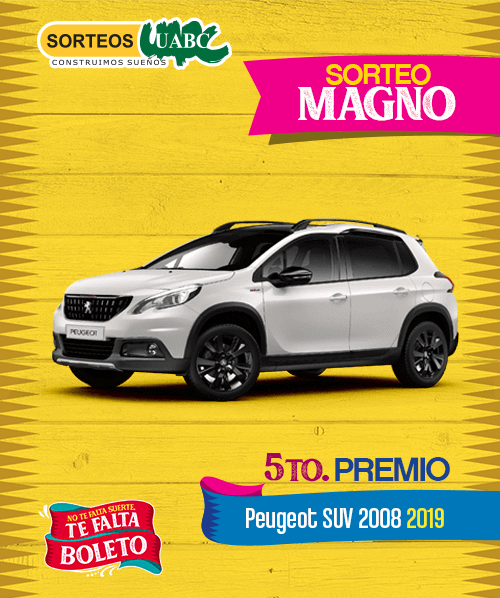 SORTEOS UABC
CONSTRUIMOS SUEÑOS
SORTEO
MAGNO
PEUGEOT
5TO. PREMIO
Peugeot SUV 2008 2019
NO TE FALTA SUERTE,
TE FALTA
BOLETO